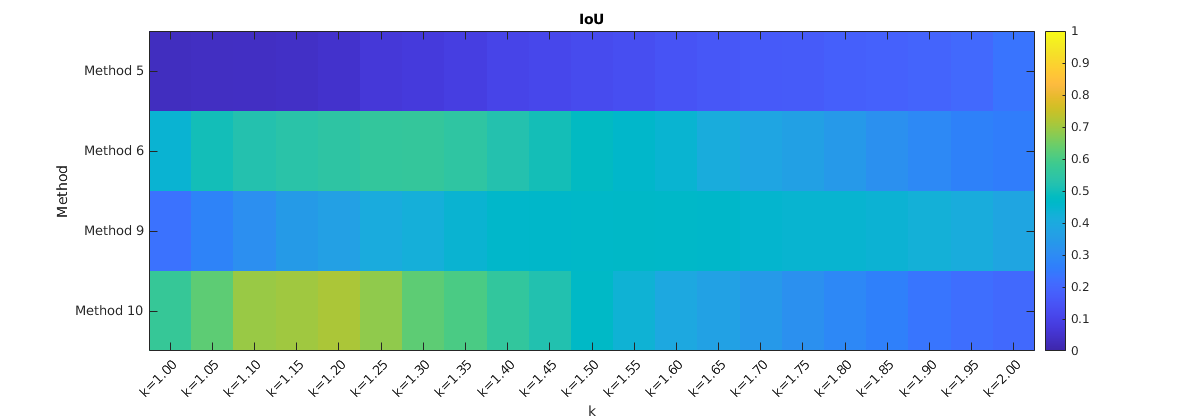 IoU
Method
Method 5
Method 6
Method 9
Method 10
k=1.00
k=1.05
k=1.10
k=1.15
k=1.20
k=1.25
k=1.30
k=1.35
k=1.40
k=1.45
k=1.50
k=1.55
k=1.60
k=1.65
k=1.70
k=1.75
k=1.80
k=1.85
k=1.90
k=1.95
k=2.00
k
1
0.9
0.8
0.7
0.6
0.5
0.4
0.3
0.2
0.1
0